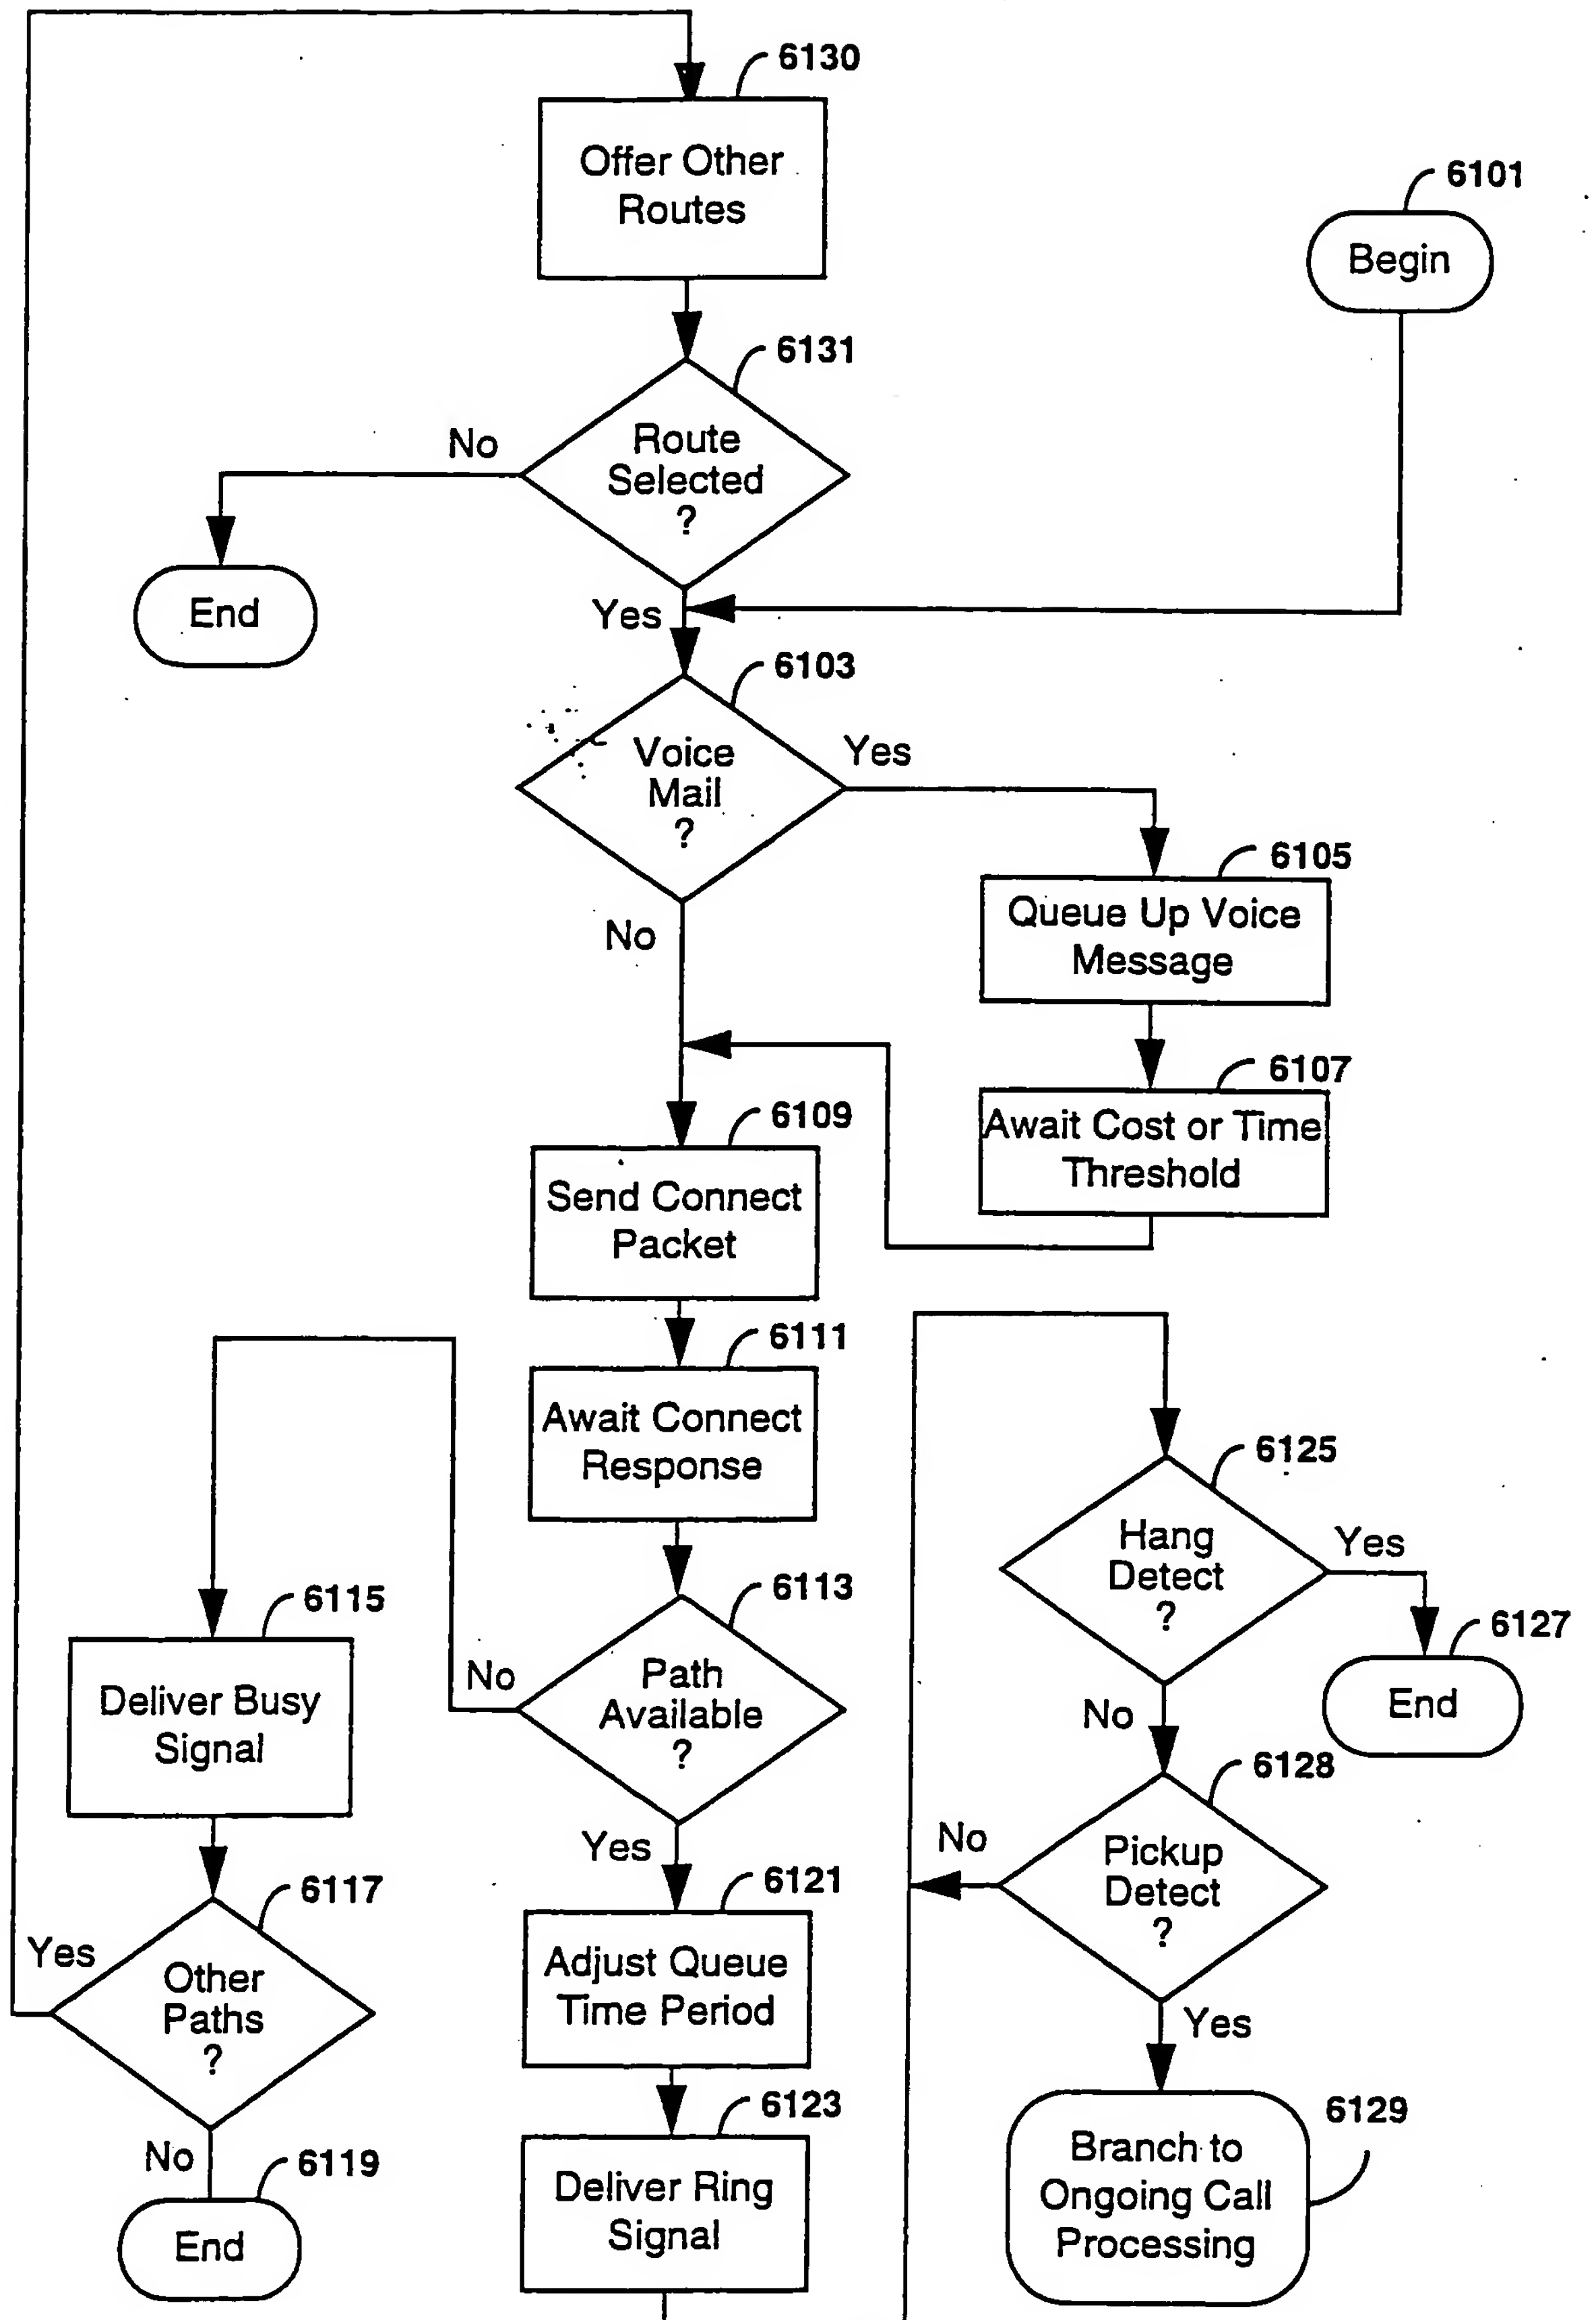 6130
Offer Other
Routes
6101
Begin
6131
Route
Selected
?
No
End
Yes
6103
Voice
Mail
?
Yes
No
6105
Queue Up Voice
Message
6107
Await Cost or Time
Threshold
6109
Send Connect
Packet
6111
Await Connect
Response
6113
Path
Available
?
No
Yes
6115
Deliver Busy
Signal
6117
Other
Paths
?
Yes
No
6119
End
6121
Adjust Queue
Time Period
6123
Deliver Ring
Signal
6125
Hang
Detect
?
Yes
6127
End
No
6128
Pickup
Detect
?
No
Yes
6129
Branch to
Ongoing Call
Processing